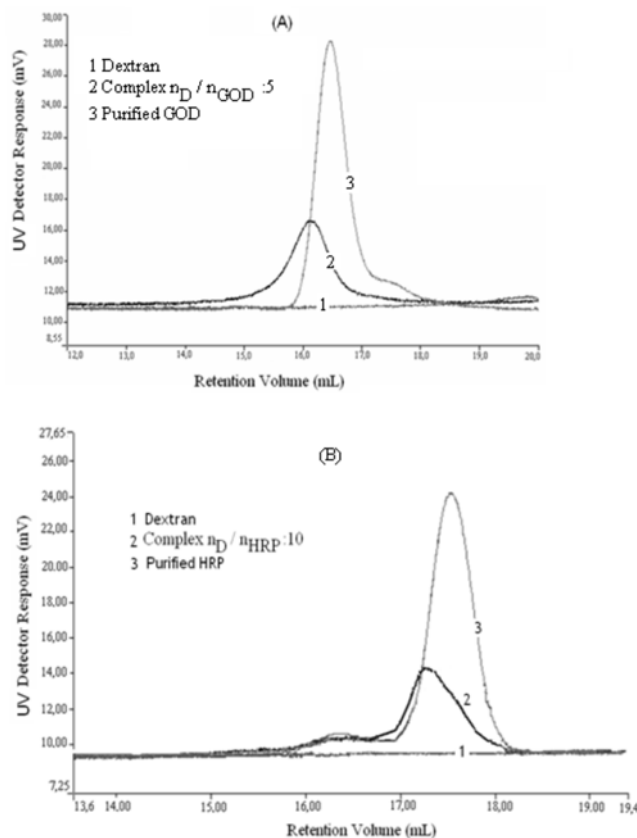 (A)
30,00
28,00
26,00
24,00
22,00
20,00
18,00
16,00
14,00
12,00
10,00
8,55
UV Detector Response (mV)
1 Dextran
2 Complex nD / nGOD :5
3 Purified GOD
3
2
1
12,0 13,0 14,0 15,0 16,0 17,0 18,0 19,0 20,0
Retention Volume (mL)
(B)
27,65
26,00
24,00
22,00
20,00
18,00
16,00
14,00
12,00
10,00
7,25
UV Detector Response (mV)
1 Dextran
2 Complex nD / nHRP :10
3 Purified HRP
3
2
1
13,6 14,00 15,00 16,00 17,00 18,00 19,4
Retention Volume (mL)